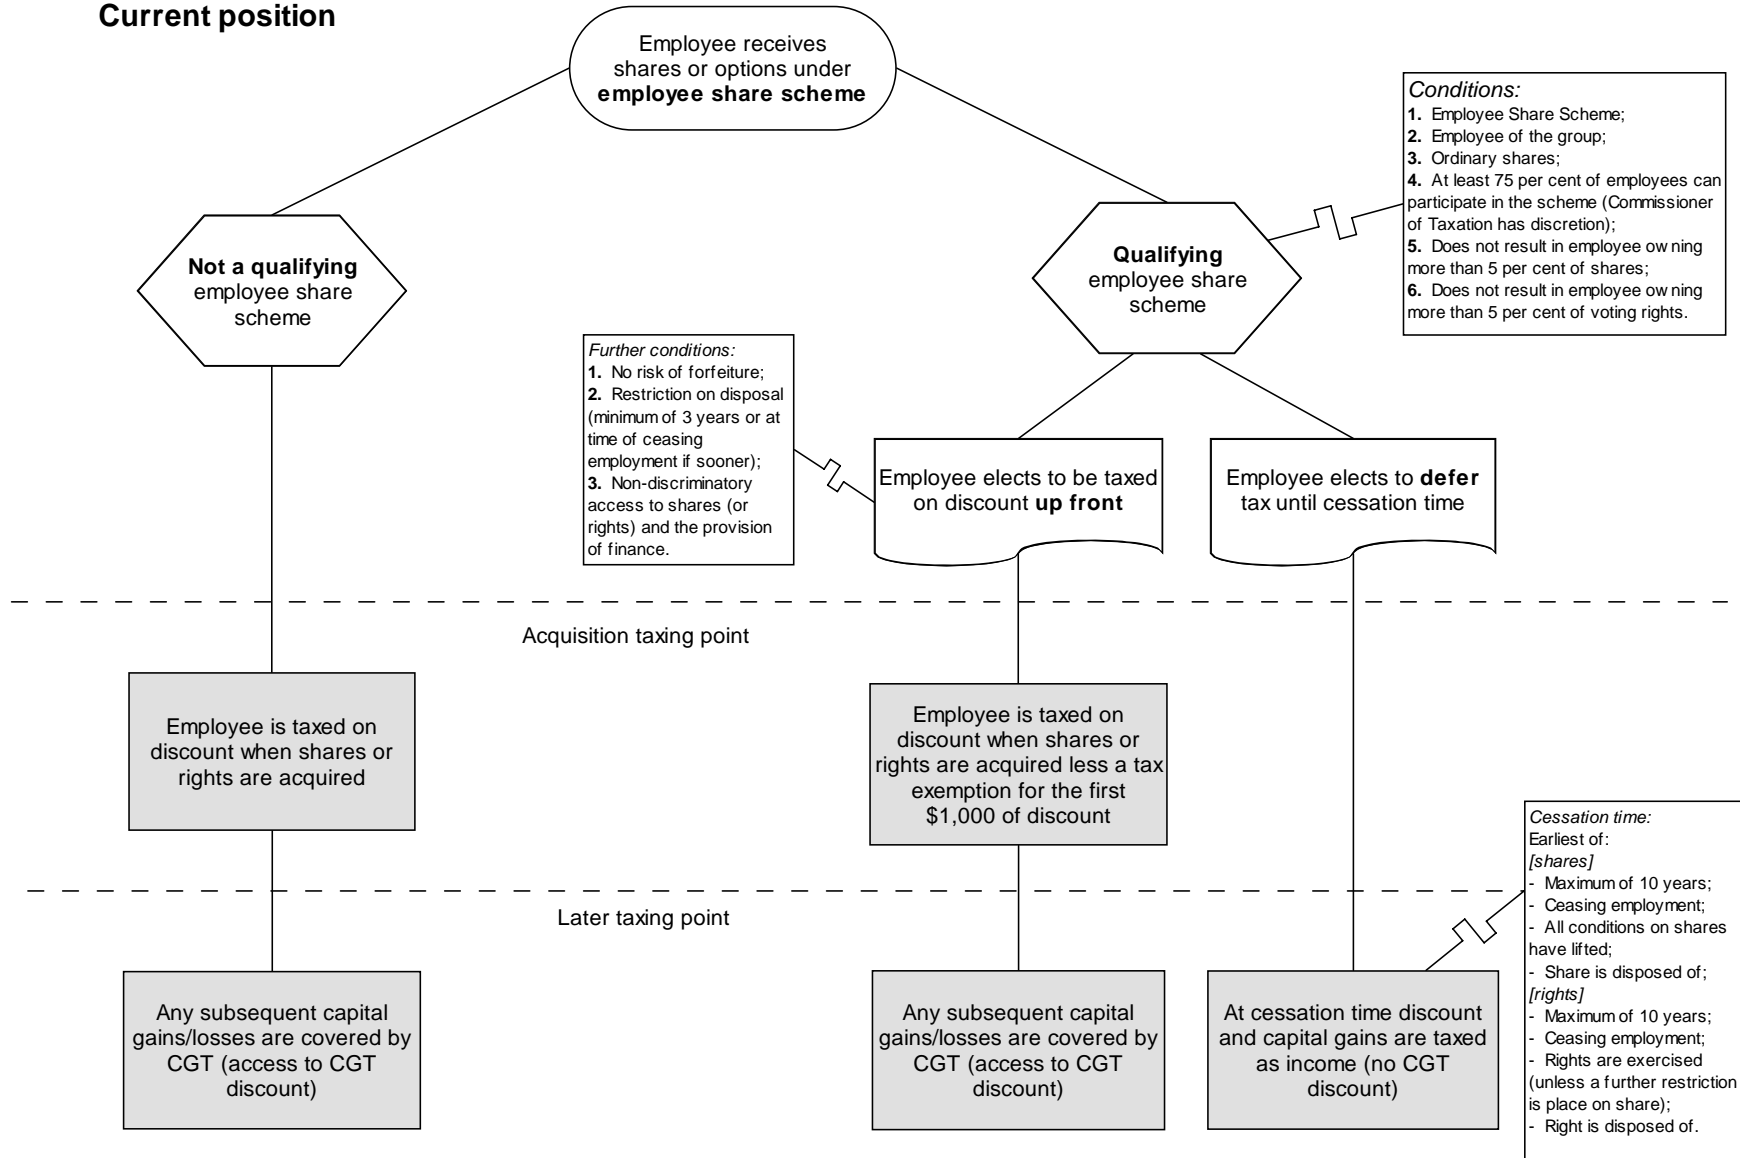 Current position
Employee receives
shares or options under
employee share scheme
Conditions:
1. Employee Share Scheme;
2. Employee of the group;
3. Ordinary shares;
4. At least 75 per cent of employees can
participate in the scheme (Commissioner
of Taxation has discretion);
5. Does not result in employee owning
more than 5 per cent of shares;
6. Does not result in employee owning
more than 5 per cent of voting rights.
Not a qualifying
employee share
scheme
Qualifying
employee share
scheme
Further conditions:
1. No risk of forfeiture;
2. Restriction on disposal
(minimum of 3 years or at
time of ceasing
employment if sooner);
3. Non-discriminatory
access to shares (or
rights) and the provision
of finance.
Employee elects to be taxed
on discount up front
Employee elects to defer
tax until cessation time
Acquisition taxing point
Employee is taxed on
discount when shares or
rights are acquired
Employee is taxed on
discount when shares or
rights are acquired less a tax
exemption for the first
$1,000 of discount
Later taxing point
Any subsequent capital
gains/losses are covered by
CGT (access to CGT
discount)
Any subsequent capital
gains/losses are covered by
CGT (access to CGT
discount)
At cessation time discount
and capital gains are taxed
as income (no CGT
discount)
Cessation time:
Earliest of:
[shares]
- Maximum of 10 years;
- Ceasing employment;
- All conditions on shares
have lifted;
- Share is disposed of;
[rights]
- Maximum of 10 years;
- Ceasing employment;
- Rights are exercised
(unless a further restriction
is place on share);
- Right is disposed of.